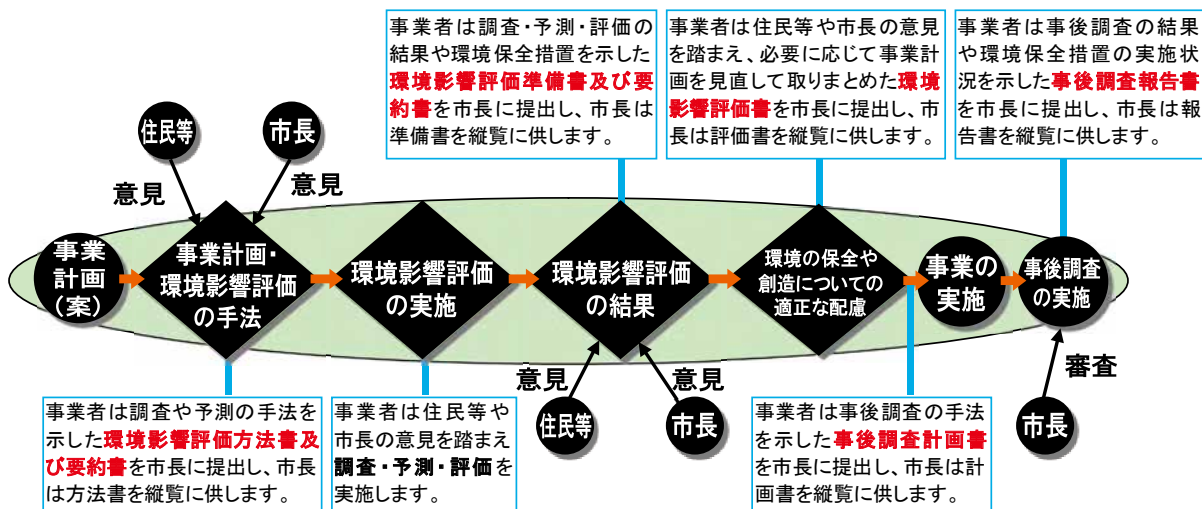 事業者は調査・予測・評価の
結果や環境保全措置を示した
環境影響評価準備書及び要
約書を市長に提出し、市長は
準備書を縦覧に供します。
事業者は住民等や市長の意見
を踏まえ、必要に応じて事業計
画を見直して取りまとめた環境
影響評価書を市長に提出し、市
長は評価書を縦覧に供します。
事業者は事後調査の結果
や環境保全措置の実施状
況を示した事後調査報告書
を市長に提出し、市長は報
告書を縦覧に供します。
住民等
市長
意見
意見
事業
計画
（案）
事業計画・
環境影響評価
の手法
環境影響評価
の実施
環境影響評価
の結果
環境の保全や
創造についての
適正な配慮
事業の
実施
事後調査
の実施
意見
意見
住民等
市長
審査
市長
事業者は調査や予測の手法を
示した環境影響評価方法書及
び要約書を市長に提出し、市長
は方法書を縦覧に供します。
事業者は住民等や
市長の意見を踏まえ
調査・予測・評価を
実施します。
事業者は事後調査の手法
を示した事後調査計画書
を市長に提出し、市長は計
画書を縦覧に供します。